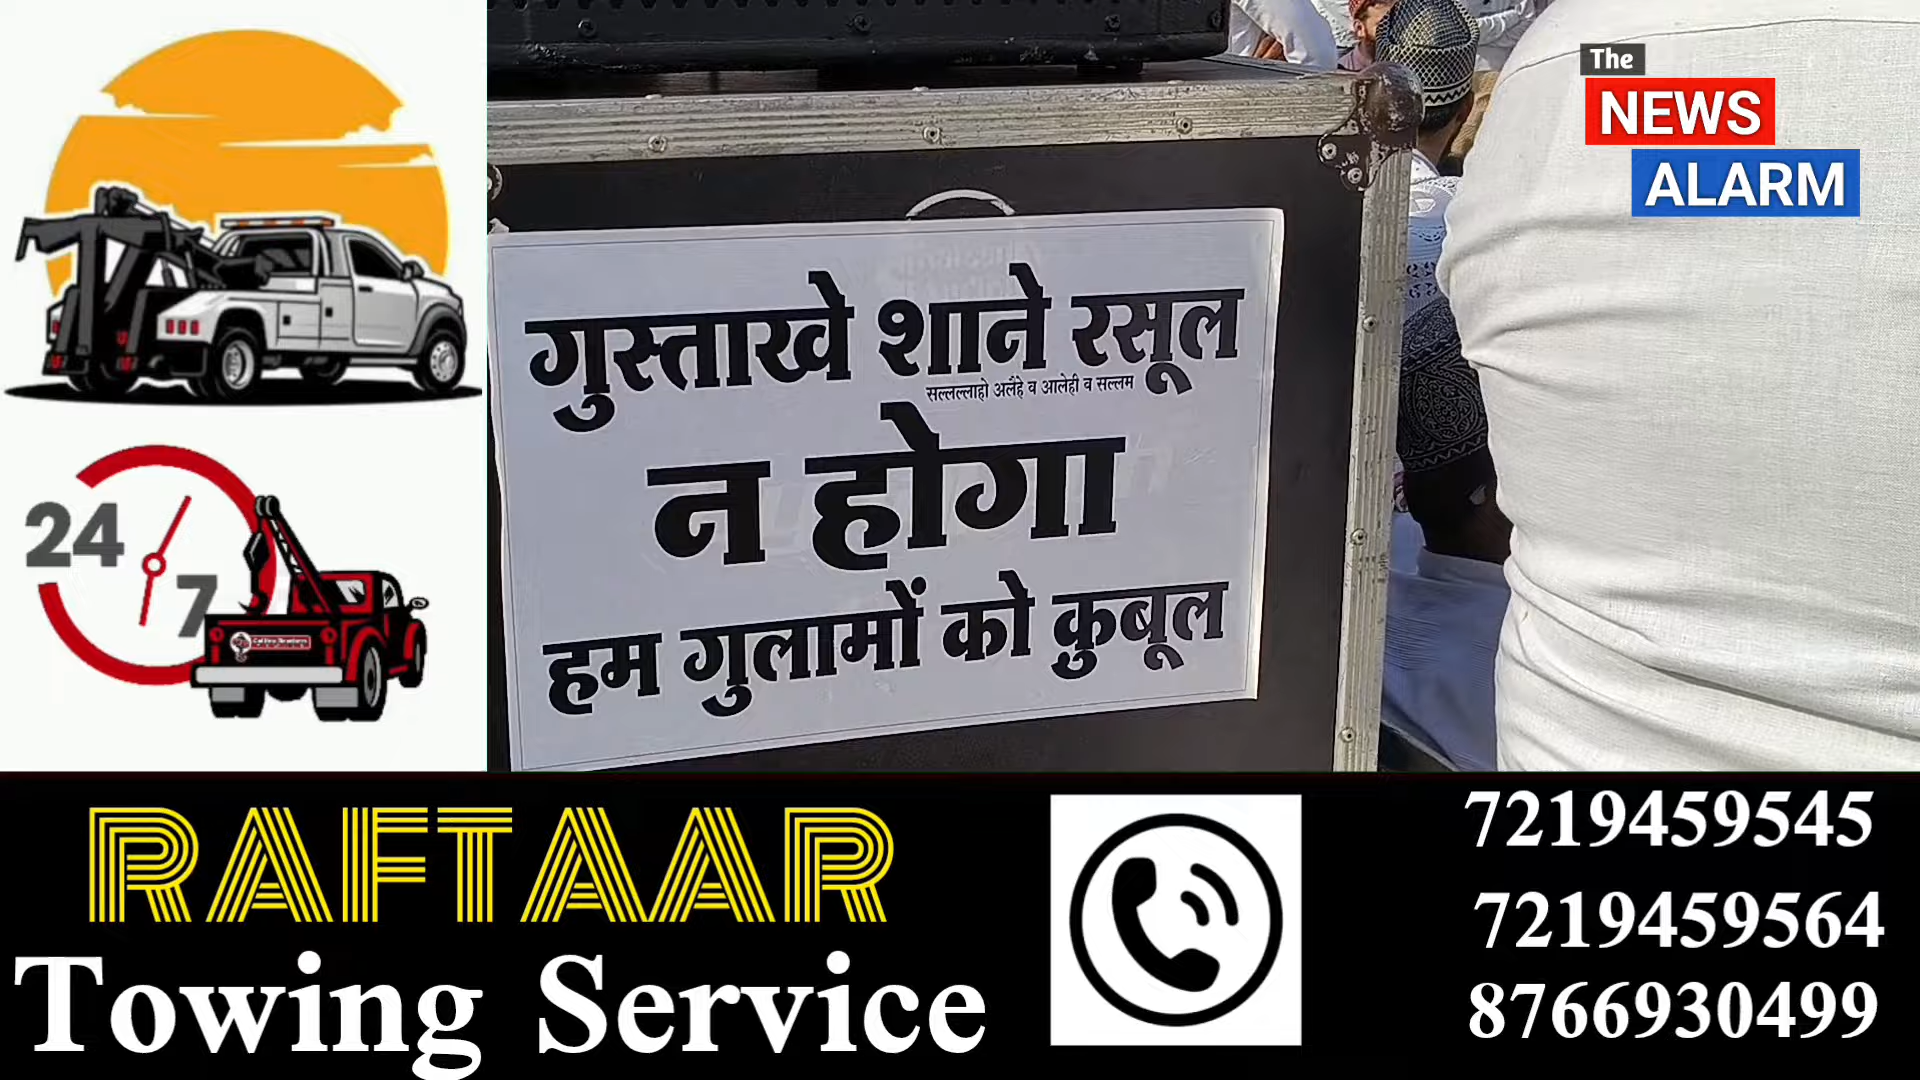 The
NEWS
ALARM
गुस्ताखे शाने रसूल
सल्लल्लाहो अलैहे व आलेही व सल्लम
न होगा
हम गुलामों को क़ुबूल
24
7
RAFTAAR
Towing Service
7219459545
7219459564
8766930499